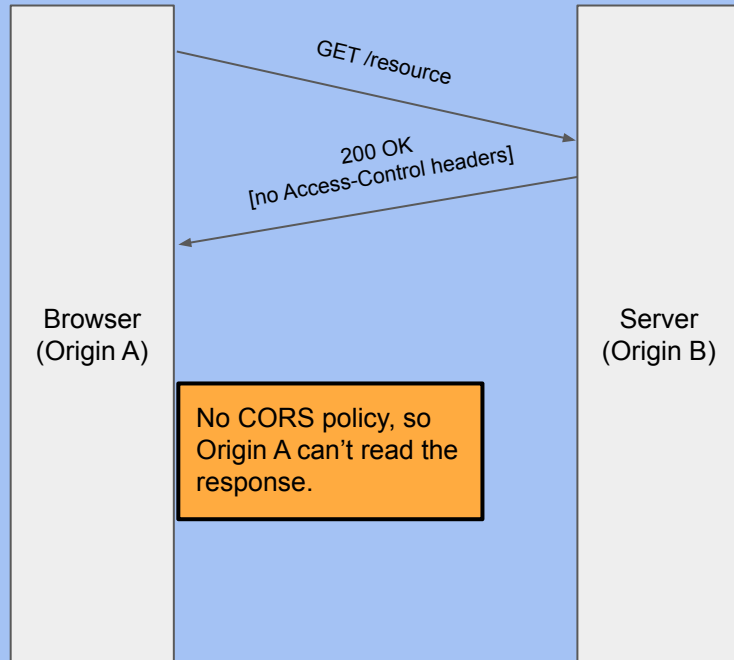 GET /resource
200 OK
[no Access-Control headers]
Browser
(Origin A)
Server
(Origin B)
No CORS policy, so
Origin A can’t read the
response.